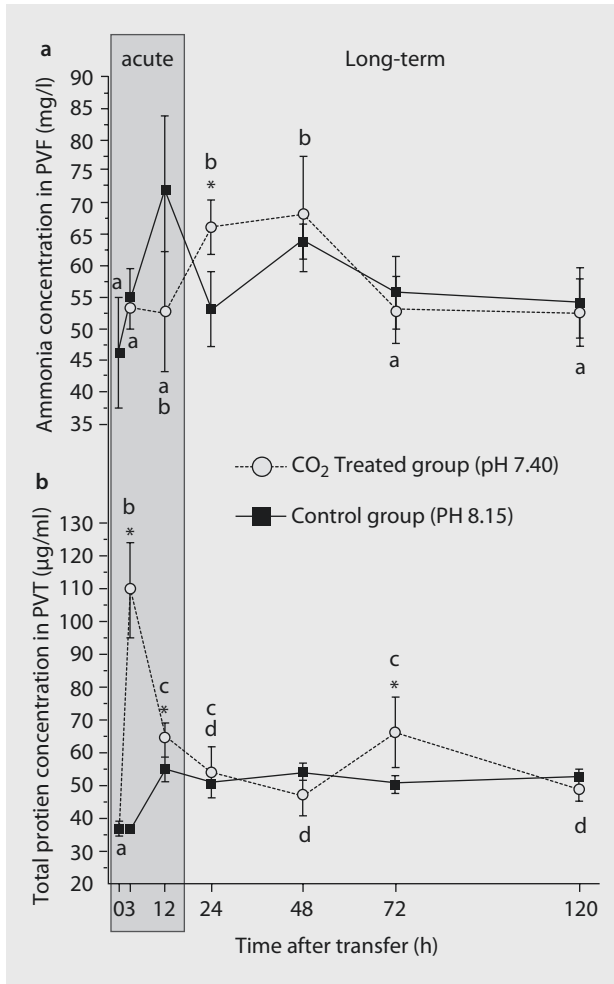 a
acute
Long-term
Ammonia concentration in PVF (mg/l)
90
85
80
75
70
65
60
55
50
45
40
35
a
a
a
b
b
*
b
a
a
CO₂ Treated group (pH 7.40)
Control group (PH 8.15)
b
Total protien concentration in PVT (µg/ml)
130
120
110
100
90
80
70
60
50
40
30
20
b
*
c
*
c
d
c
*
a
d
d
03 12 24 48 72 120
Time after transfer (h)